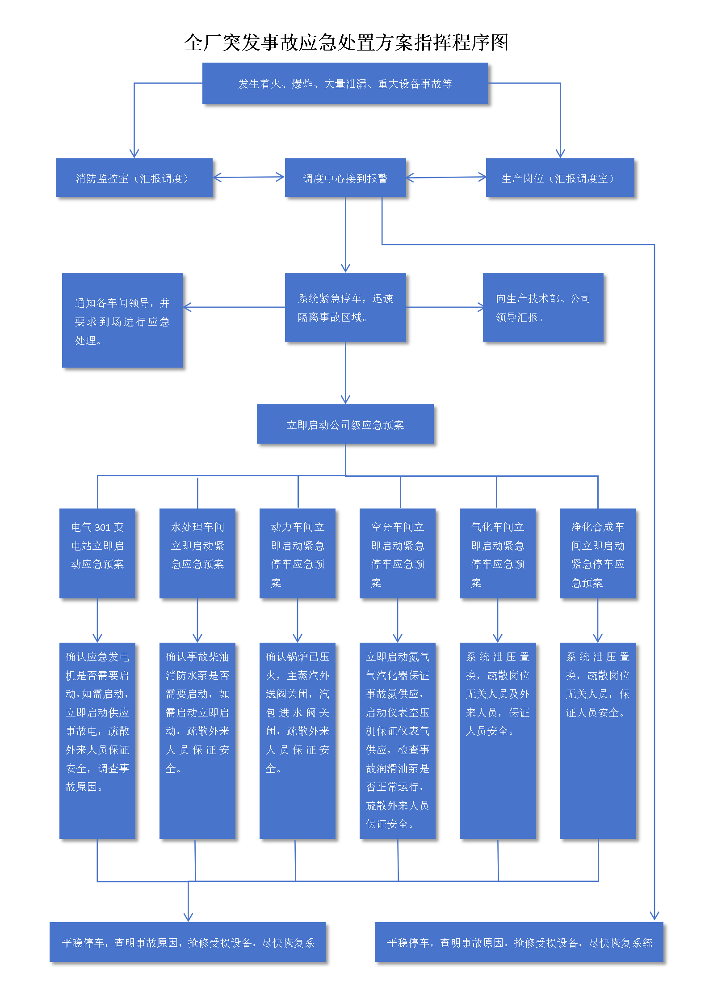 全厂突发事故应急处置方案指挥程序图
发生着火、爆炸、大量泄漏、重大设备事故等
消防监控室（汇报调度）
调度中心接到报警
生产岗位（汇报调度室）
通知各车间领导，并
要求到场进行应急
处理。
系统紧急停车，迅速
隔离事故区域。
向生产技术部、公司
领导汇报。
立即启动公司级应急预案
电气 301 变
电站立即启
动应急预案
水处理车间
立即启动紧
急应急预案
动力车间立
即启动紧急
停车应急预
案
空分车间立
即启动紧急
停车应急预
案
气化车间立
即启动紧急
停车应急预
案
净化合成车
间立即启动
紧急停车应
急预案
确认应急发电
机是否需要启
动，如需启动，
立即启动供应
事故电，疏散
外来人员保证
安全，调查事
故原因。
确认事故柴油
消防水泵是否
需要启动，如
需启动立即启
动，疏散外来
人员保证安
全。
确认锅炉已压
火，主蒸汽外
送阀关闭，汽
包进水阀关
闭，疏散外来
人员保证安
全。
立即启动氮气
气汽化器保证
事故氮供应，
启动仪表空压
机保证仪表气
供应，检查事
故润滑油泵是
否正常运行，
疏散外来人员
保证安全。
系统泄压置
换，疏散岗位
无关人员及外
来人员，保证
人员安全。
系统泄压置
换，疏散岗位
无关人员，保
证人员安全。
平稳停车，查明事故原因，抢修受损设备，尽快恢复系
平稳停车，查明事故原因，抢修受损设备，尽快恢复系统